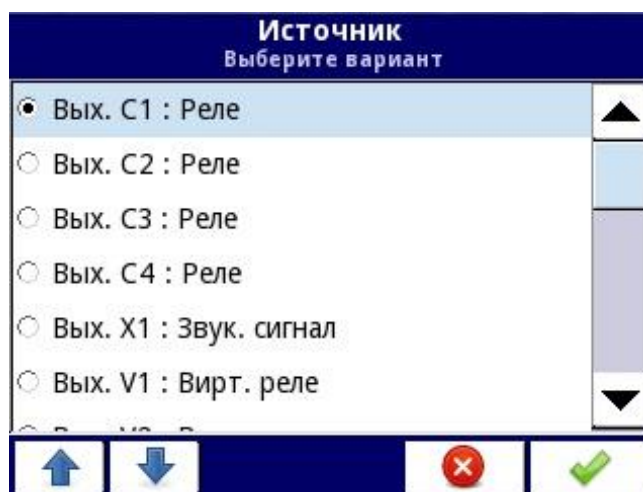 Источник
Выберите вариант
Вых. C1 : Реле
Вых. C2 : Реле
Вых. C3 : Реле
Вых. C4 : Реле
Вых. X1 : Звук. сигнал
Вых. V1 : Вирт. реле